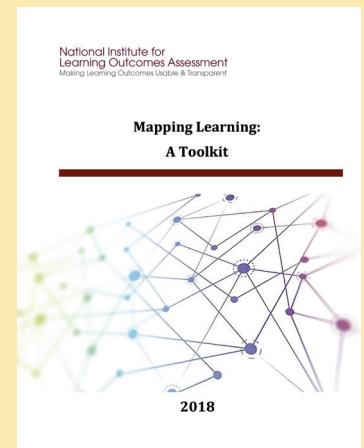 National Institute for
Learning Outcomes Assessment
Making Learning Outcomes Usable & Transparent
Mapping Learning:
A Toolkit
2018